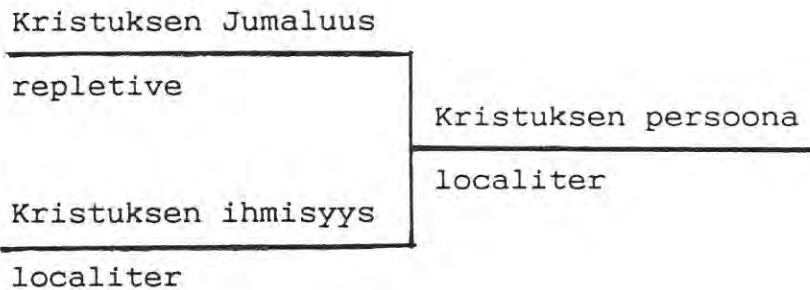 Kristuksen Jumaluus
repletive
Kristuksen persoona
localiter
Kristuksen ihmisyys
localiter